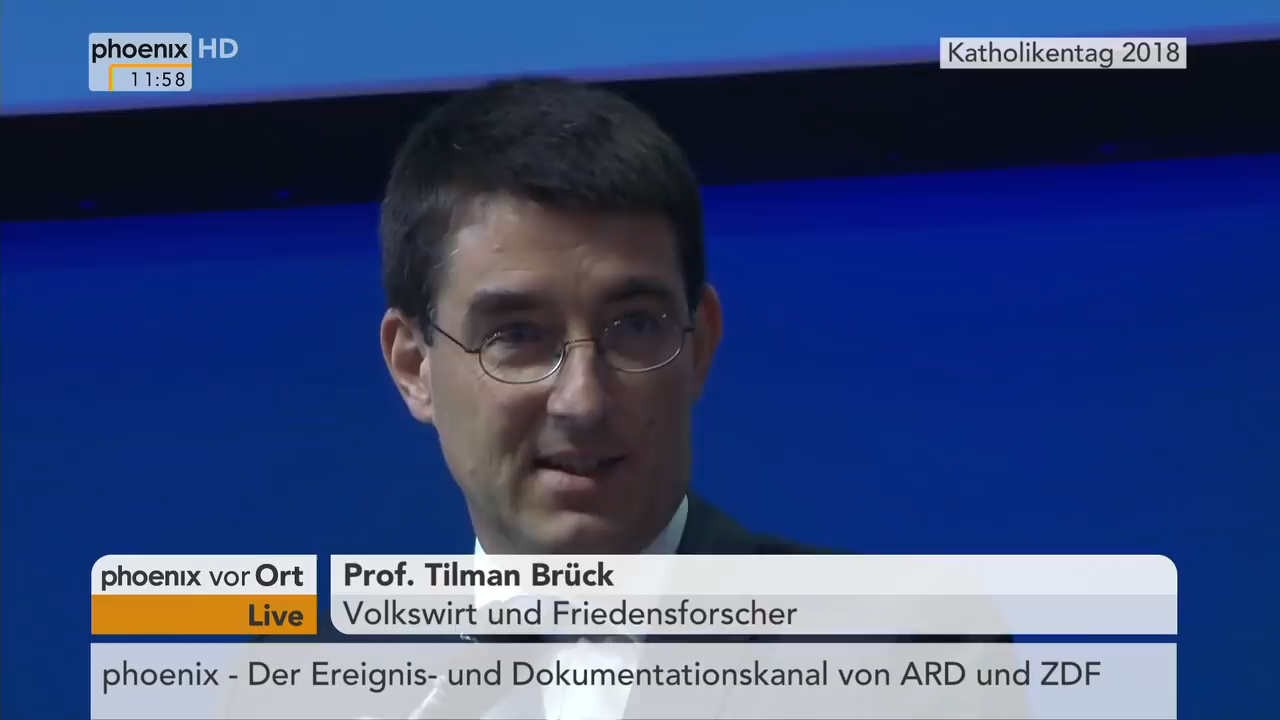 phoenix HD
11:58
Katholikentag 2018
phoenix vor Ort
Live
Prof. Tilman Brück
Volkswirt und Friedensforscher
phoenix - Der Ereignis- und Dokumentationskanal von ARD und ZDF